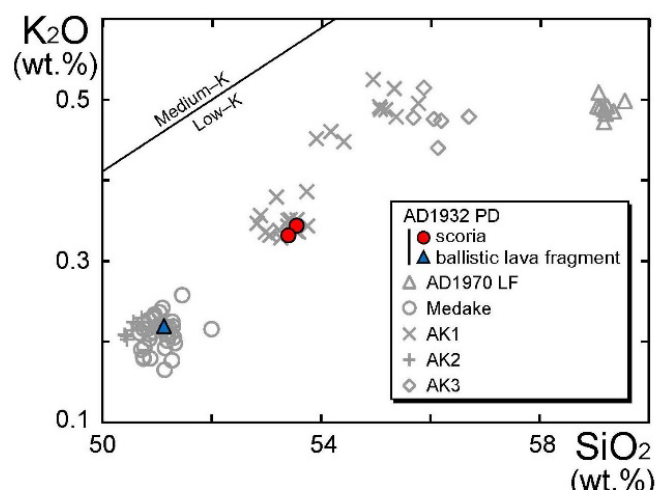 K2O
(wt.%)
0.5
0.3
0.1
Medium–K
Low–K
AD1932 PD
scoria
ballistic lava fragment
AD1970 LF
Medake
AK1
AK2
AK3
50
54
58
SiO2
(wt.%)